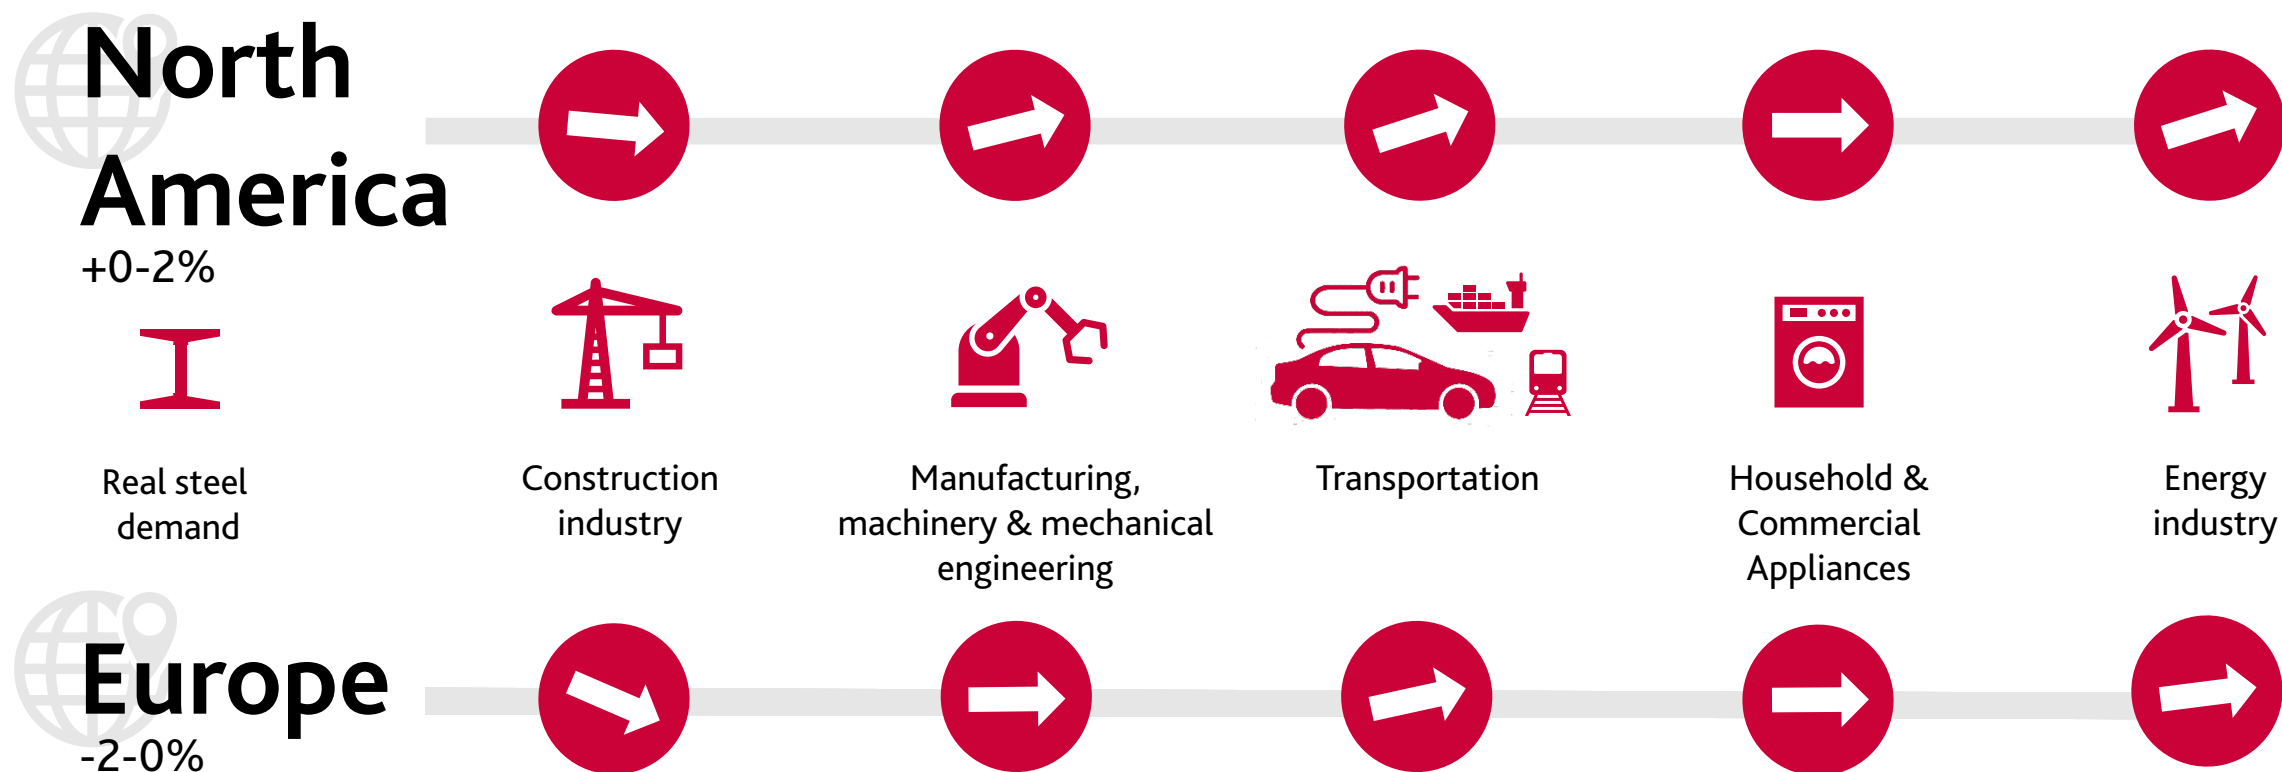 North
America
+0-2%
Real steel
demand
Construction
industry
Manufacturing,
machinery & mechanical
engineering
Transportation
Household &
Commercial
Appliances
Energy
industry
Europe
-2-0%